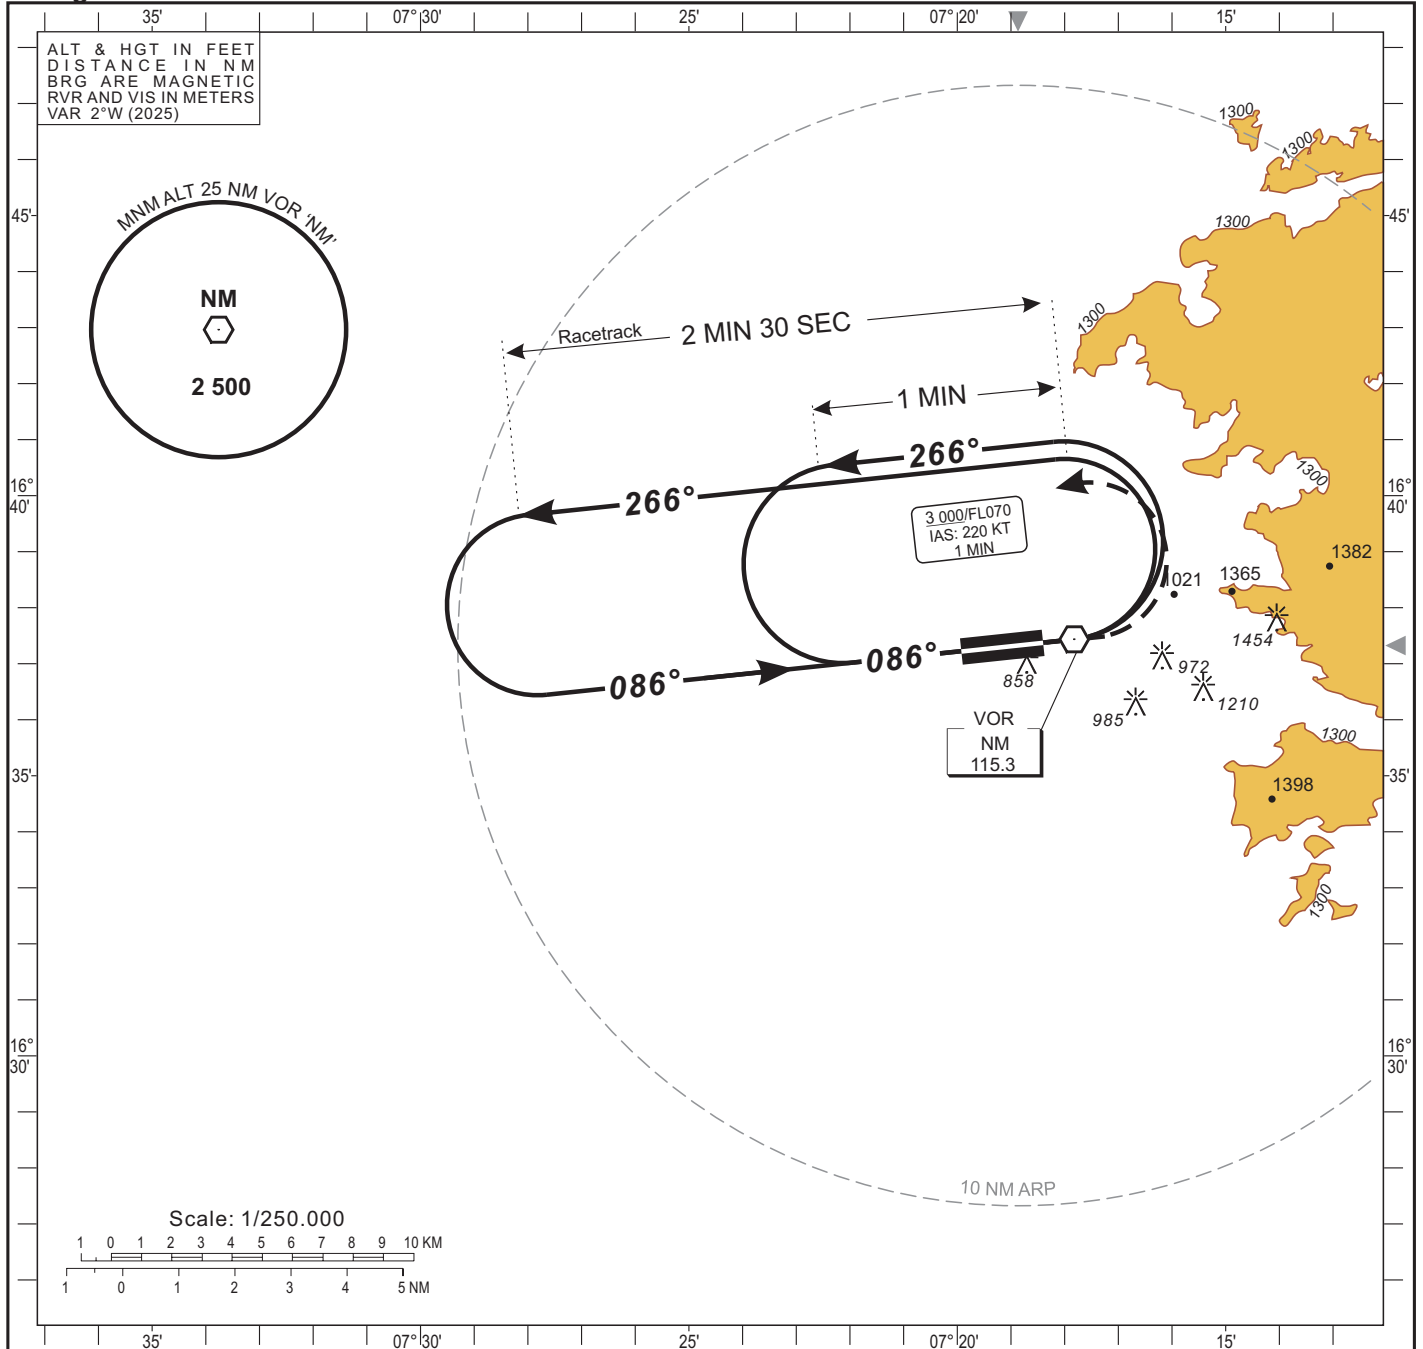 35'
07°30'
25'
07°20'
15'
ALT & HGT IN FEET
DISTANCE IN NM
BRG ARE MAGNETIC
RVR AND VIS IN METERS
VAR 2°W (2025)
1300
1300
MNM ALT 25 NM VOR 'NM'
45'
45'
1300
NM
2 500
Racetrack
2 MIN 30 SEC
1300
1 MIN
266°
1300
266°
16°
40'
16°
40'
3 000/FL070
IAS: 220 KT
1 MIN
1382
1021
1365
1454
086°
086°
858
972
1210
985
VOR
NM
115.3
1300
35'
35'
1398
1300
16°
30'
16°
30'
10 NM ARP
Scale: 1/250.000
1 0 1 2 3 4 5 6 7 8 9 10 KM
1 0 1 2 3 4 5 NM
35'
07°30'
25'
07°20'
15'